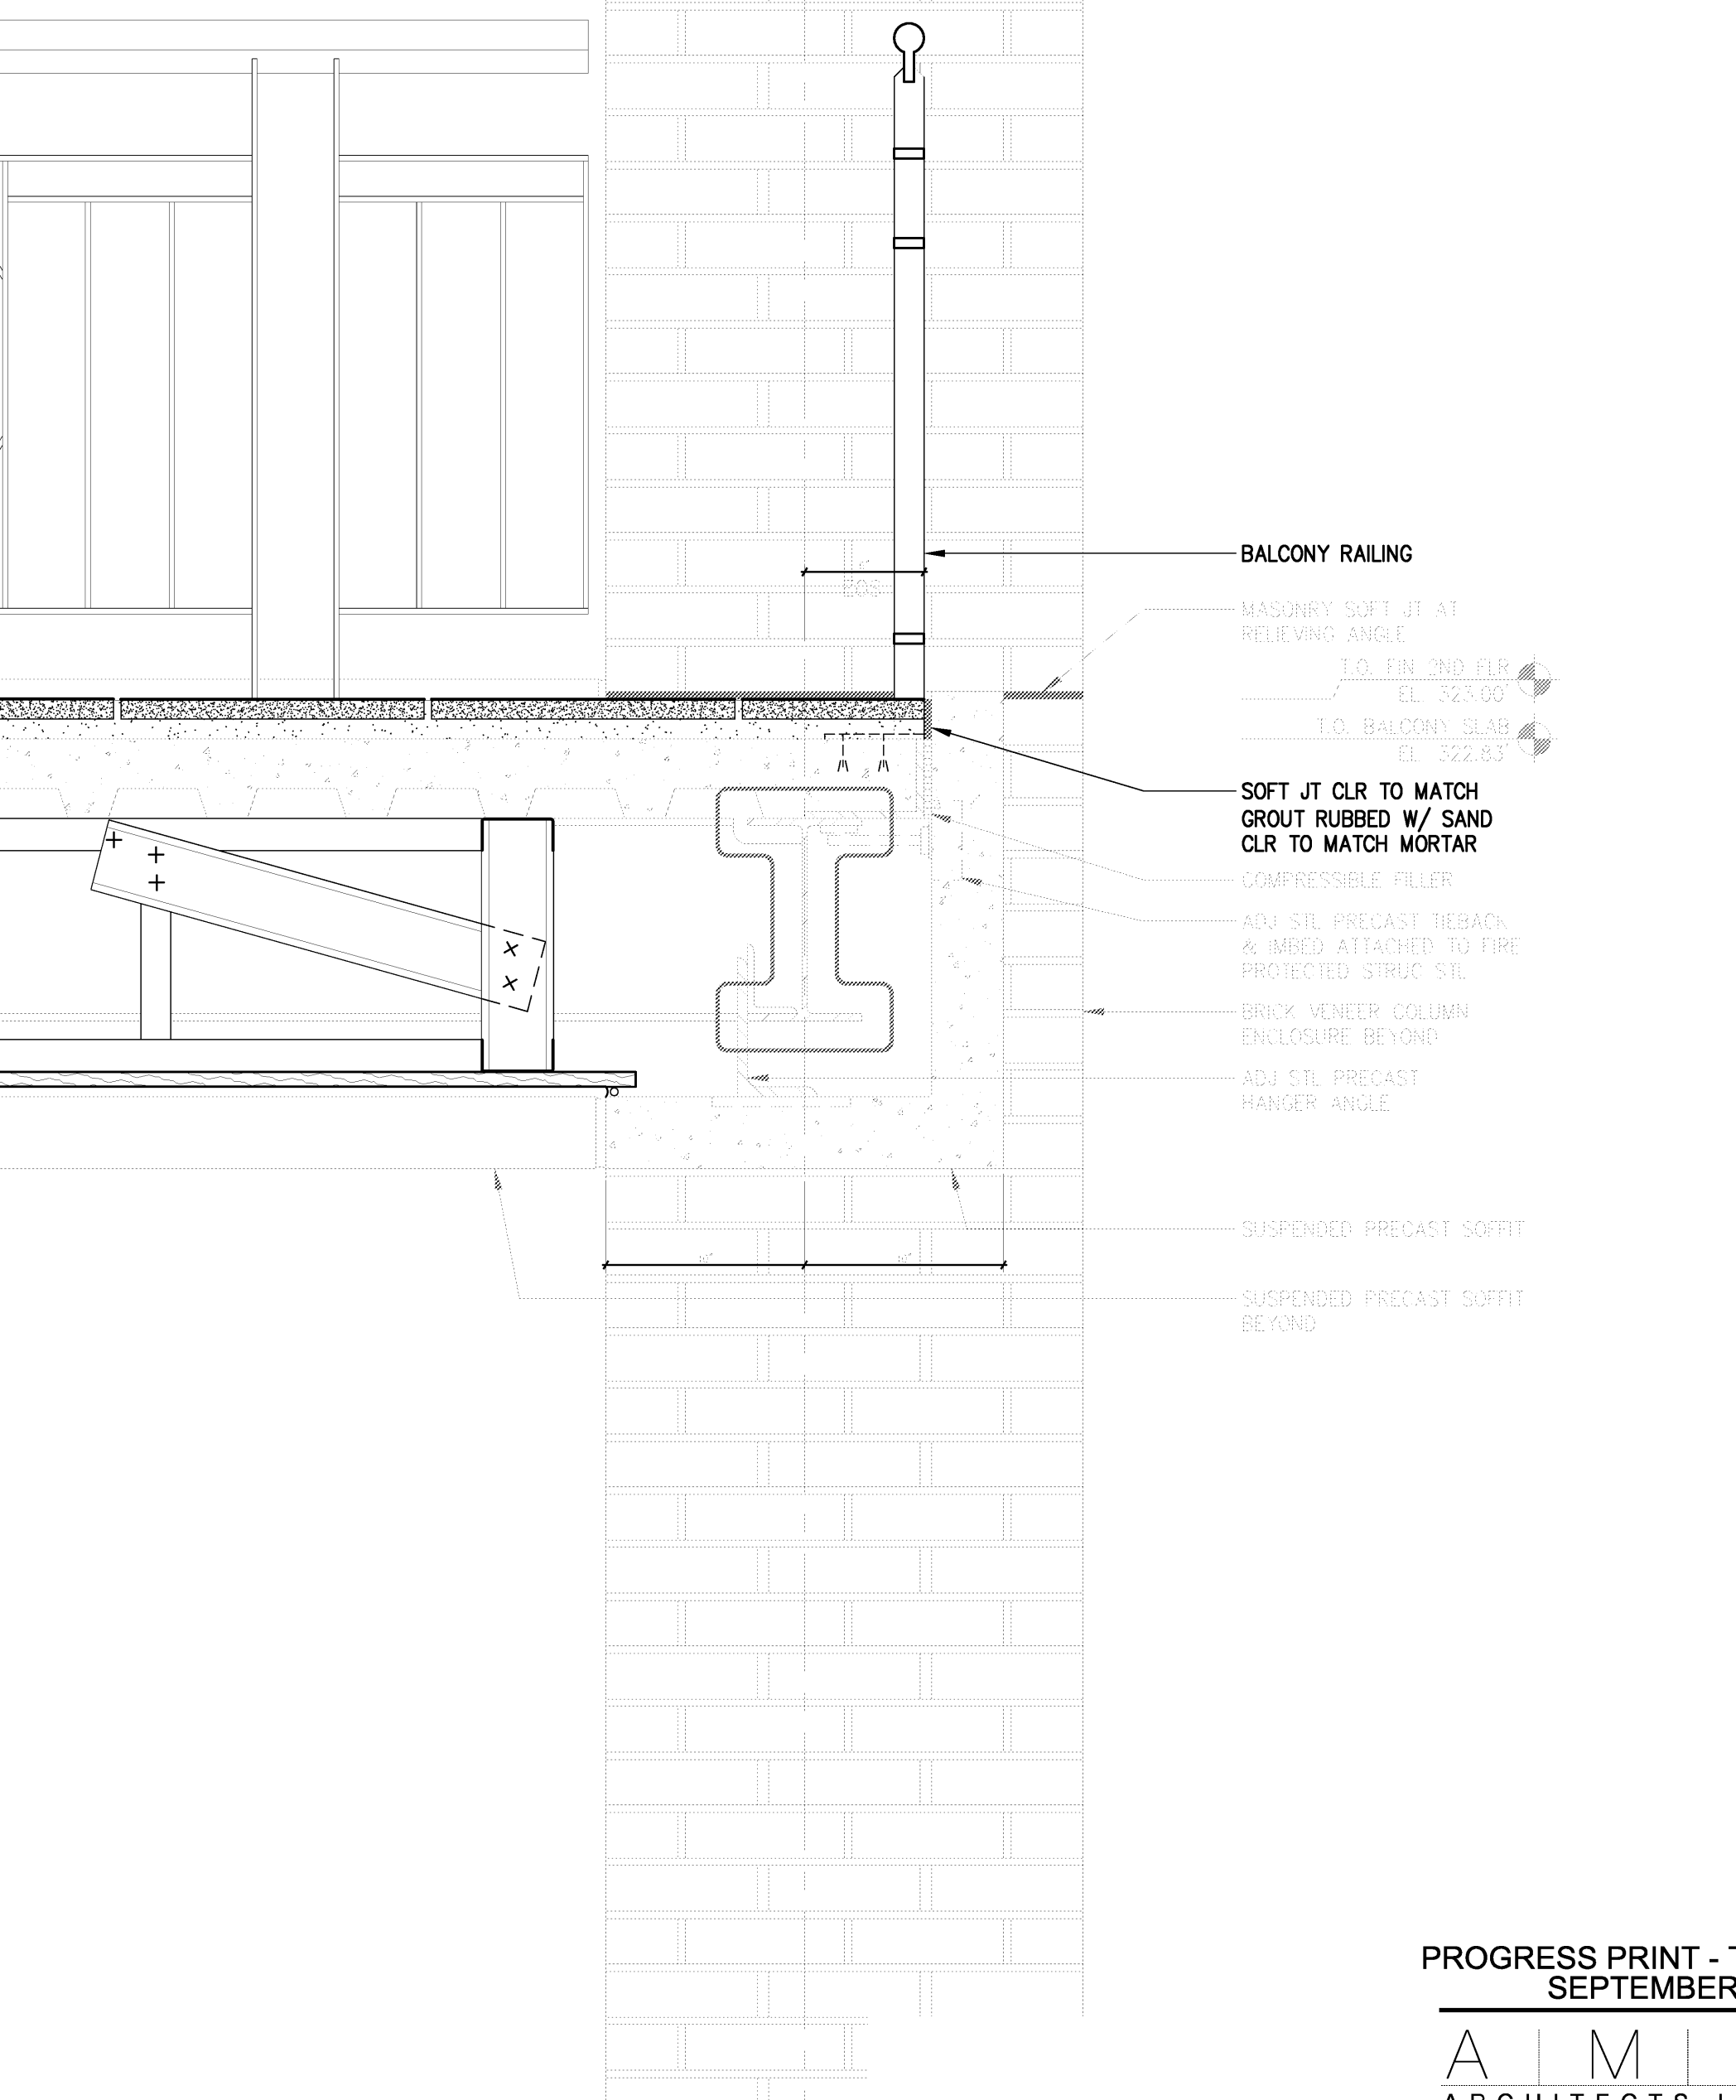 BALCONY RAILING
MASONRY SOFT JT AT
RELIEVING ANGLE
T.O. FIN 2ND FLR
EL. 323.00'
T.O. BALCONY SLAB
EL. 322.83'
SOFT JT CLR TO MATCH
GROUT RUBBED W/ SAND
CLR TO MATCH MORTAR
COMPRESSIBLE FILLER
ADJ STL PRECAST TIEBACK
& IMBED ATTACHED TO FIRE
PROTECTED STRUC STL
BRICK VENEER COLUMN
ENCLOSURE BEYOND
ADJ STL PRECAST
HANGER ANGLE
SUSPENDED PRECAST SOFFIT
10"
10"
SUSPENDED PRECAST SOFFIT
BEYOND
PROGRESS PRINT -
SEPTEMBER
A M
ARCHITECTS